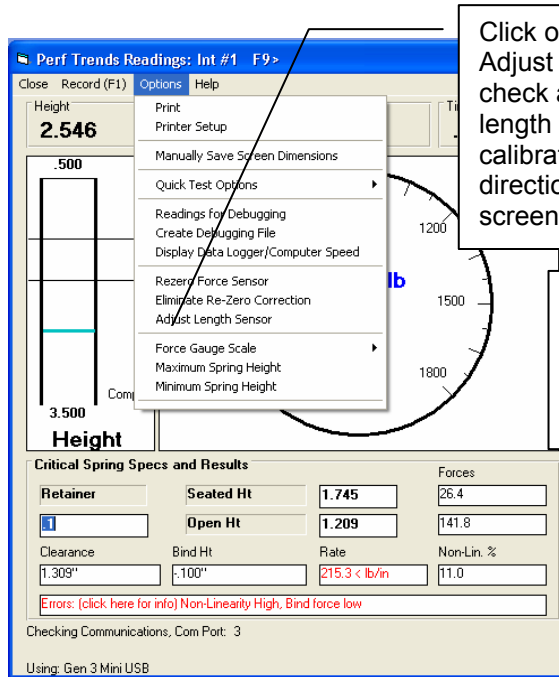 Click o
Adjust
check a
length
calibrat
directio
screen
Perf Trends Readings: Int #1 F9>
Close Record (F1) Options Help
Height
2.546
Print
Printer Setup
Manually Save Screen Dimensions
Quick Test Options
Readings for Debugging
Create Debugging File
Display Data Logger/Computer Speed
Rezero Force Sensor
Eliminate Re-Zero Correction
Adjust Length Sensor
Force Gauge Scale
Maximum Spring Height
Minimum Spring Height
.500
3.500
Height
Com
Ti
lb
1200
1500
1800
Critical Spring Specs and Results
Forces
Retainer Seated Ht 1.745 26.4
.1 Open Ht 1.209 141.8
Clearance Bind Ht Rate Non-Lin. %
1.309" -.100" 215.3 < lb/in 11.0
Errors: (click here for info) Non-Linearity High, Bind force low
Checking Communications, Com Port: 3
Using: Gen 3 Mini USB